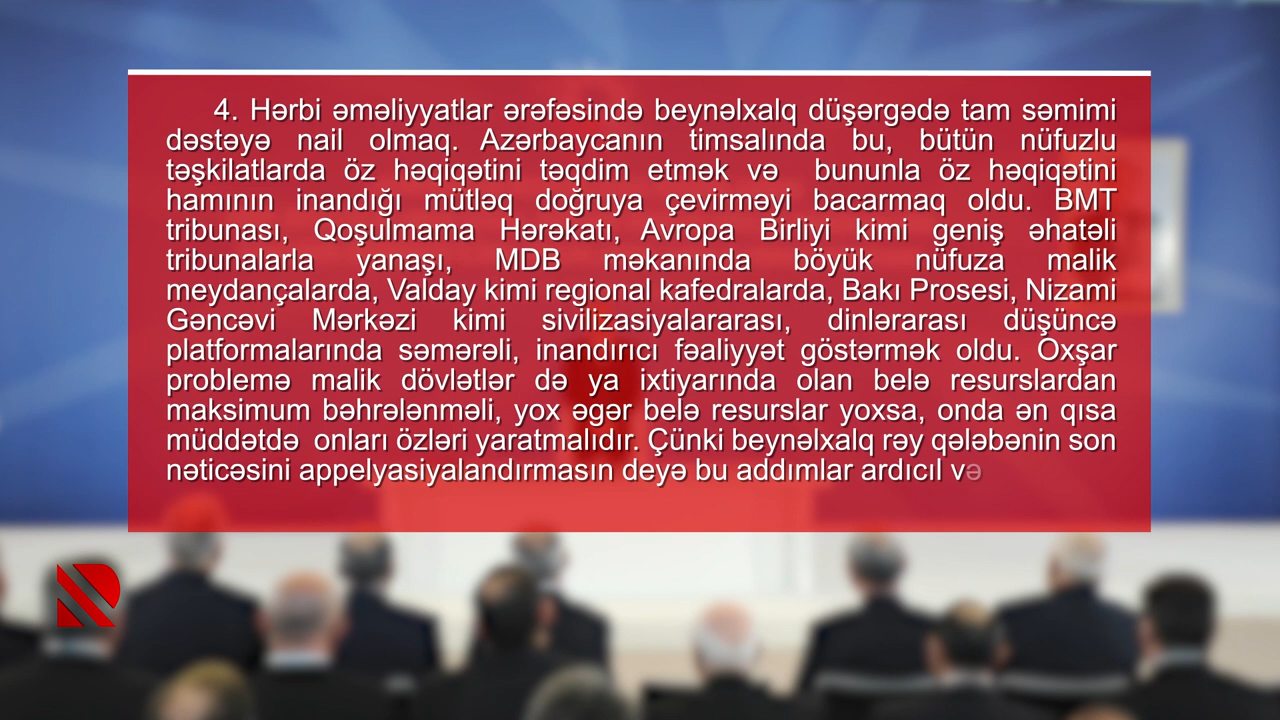 4. Hərbi əməliyyatlar ərəfəsində beynəlxalq düşərgədə tam səmimi
dəstəyə nail olmaq. Azərbaycanın timsalında bu, bütün nüfuzlu
təşkilatlarda öz həqiqətini təqdim etmək və bununla öz həqiqətini
hamının inandığı mütləq doğruya çevirməyi bacarmaq oldu. BMT
tribunası, Qoşulmama Hərəkatı, Avropa Birliyi kimi geniş əhatəli
tribunalarla yanaşı, MDB məkanında böyük nüfuza malik
meydançalarda, Valday kimi regional kafedralarda, Bakı Prosesi, Nizami
Gəncəvi Mərkəzi kimi sivilizasiyalararası, dinlərarası düşüncə
platformalarında səmərəli, inandırıcı fəaliyyət göstərmək oldu. Oxşar
problemə malik dövlətlər də ya ixtiyarında olan belə resurslardan
maksimum bəhrələnməli, yox əgər belə resurslar yoxsa, onda ən qısa
müddətdə onları özləri yaratmalıdır. Çünki beynəlxalq rəy qələbənin son
nəticəsini appelyasiyalandırmasın deyə bu addımlar ardıcıl və